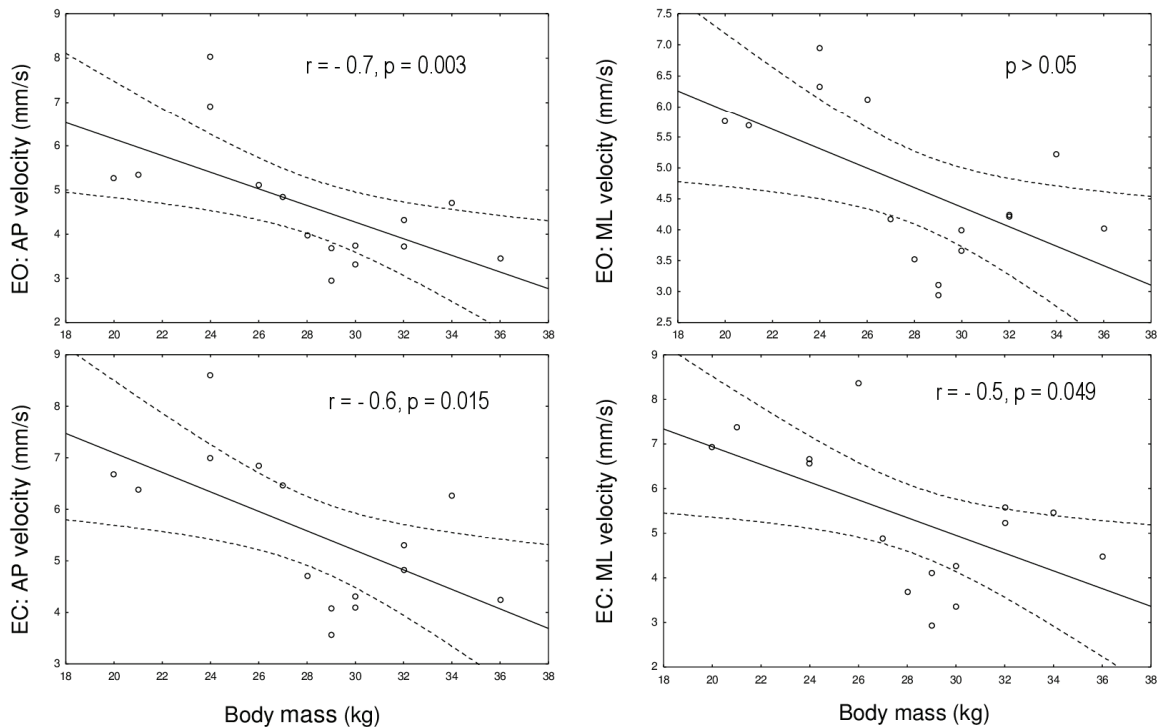 EO: AP velocity (mm/s)
9
8
7
6
5
4
3
2
r = - 0.7, p = 0.003
18 20 22 24 26 28 30 32 34 36 38
EO: ML velocity (mm/s)
7.5
7.0
6.5
6.0
5.5
5.0
4.5
4.0
3.5
3.0
2.5
p > 0.05
18 20 22 24 26 28 30 32 34 36 38
EC: AP velocity (mm/s)
9
8
7
6
5
4
3
r = - 0.6, p = 0.015
18 20 22 24 26 28 30 32 34 36 38
Body mass (kg)
EC: ML velocity (mm/s)
9
8
7
6
5
4
3
2
r = - 0.5, p = 0.049
18 20 22 24 26 28 30 32 34 36 38
Body mass (kg)